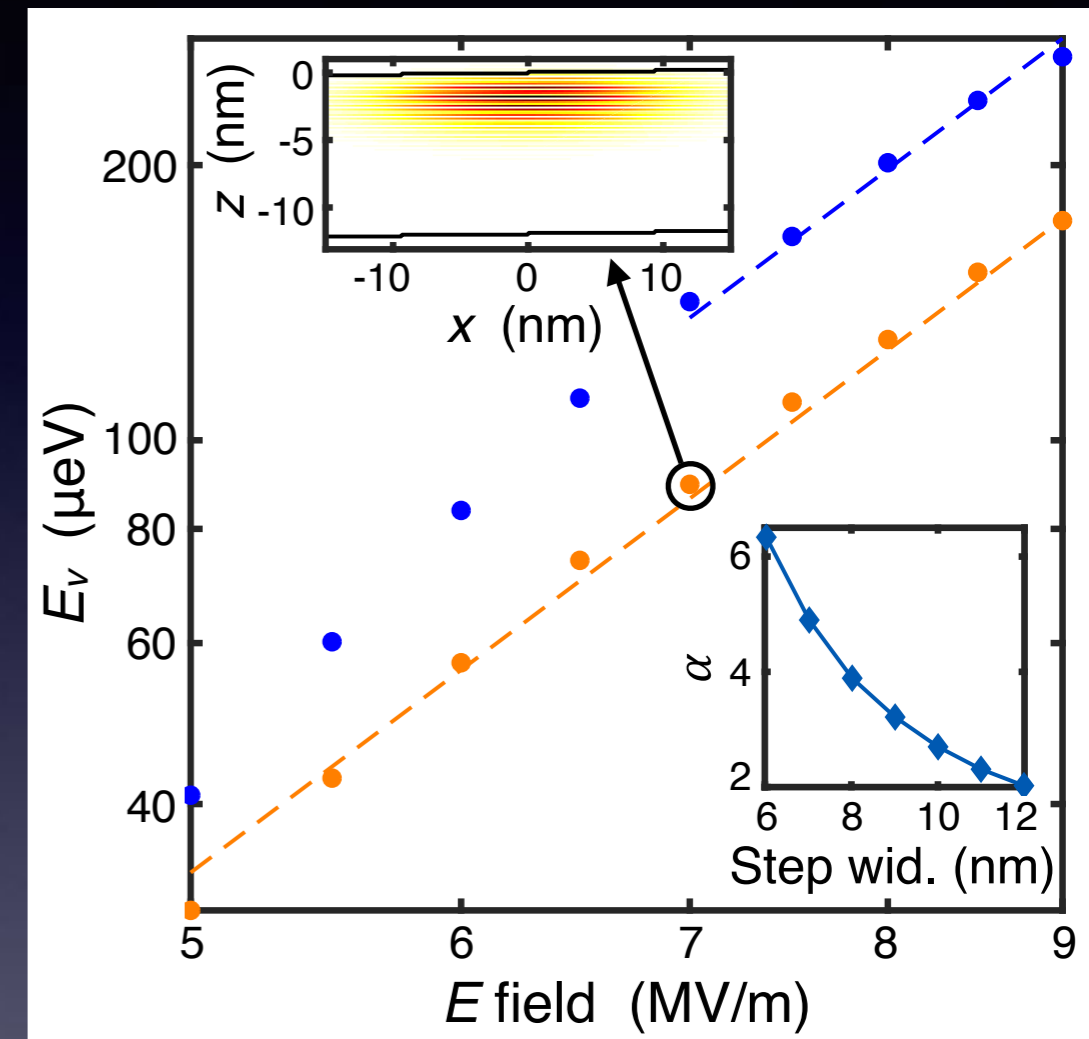 0
-5
-10
z (nm)
-10 0 10
x (nm)
200
100
80
60
40
Eᵥ (µeV)
6
4
2
α
6 8 10 12
Step wid. (nm)
5 6 7 8 9
E field (MV/m)